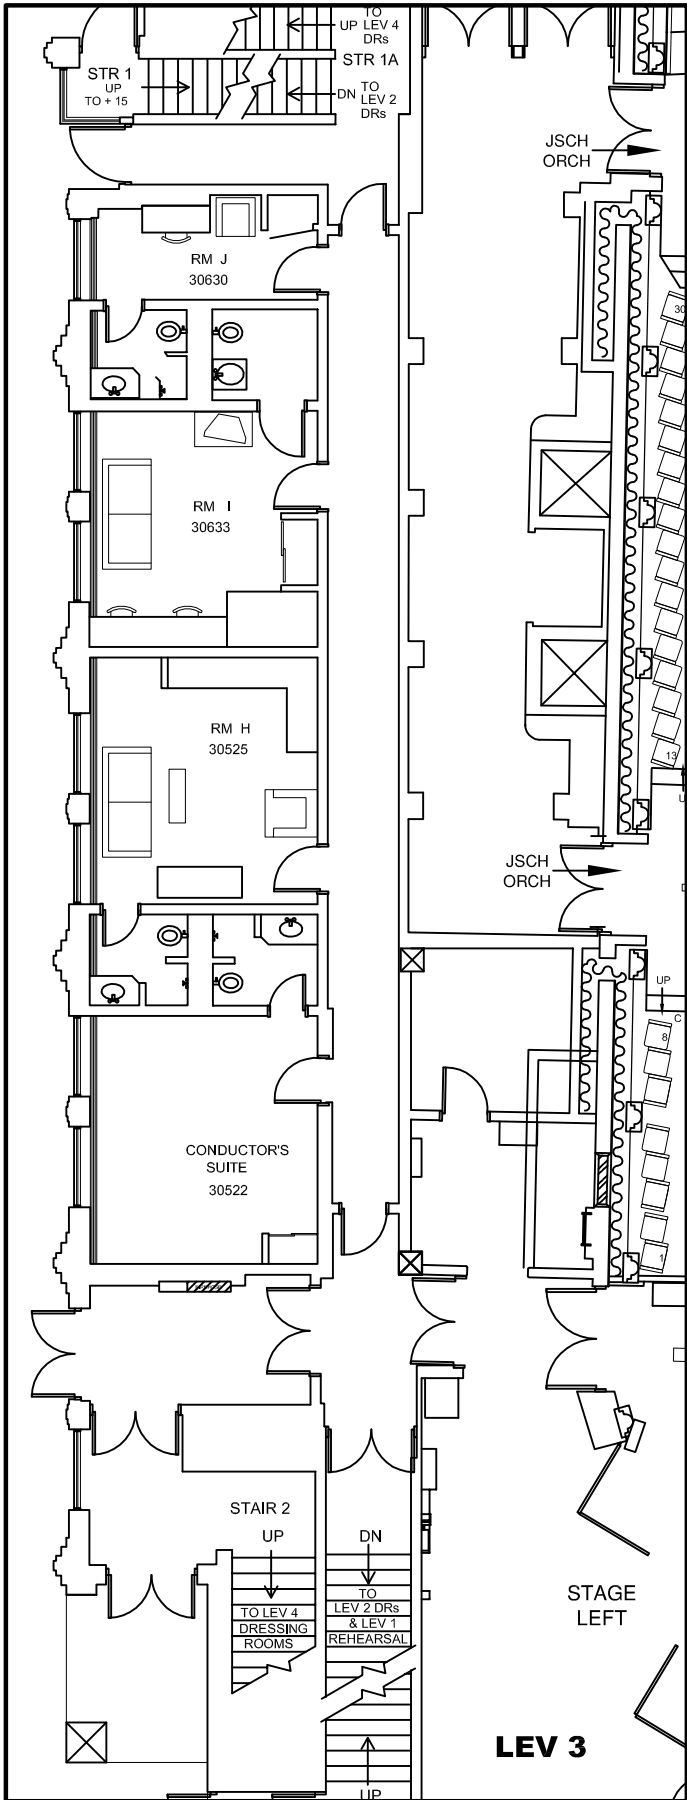 TO
UP LEV 4
DRs
STR 1
UP
TO + 15
STR 1A
TO
DN LEV 2
DRs
JSCH
ORCH
RM J
30630
30
RM I
30633
RM H
30525
13
U
JSCH
ORCH
UP
C
8
CONDUCTOR'S
SUITE
30522
1
STAIR 2
UP
DN
TO LEV 4
DRESSING
ROOMS
TO
LEV 2 DRs
& LEV 1
REHEARSAL
STAGE
LEFT
LEV 3
UP